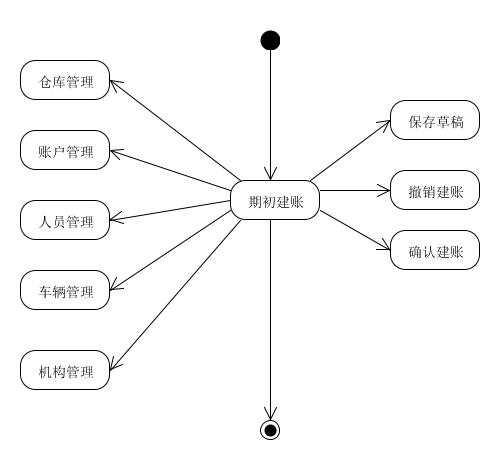 仓库管理
账户管理
人员管理
车辆管理
机构管理
期初建账
保存草稿
撤销建账
确认建账